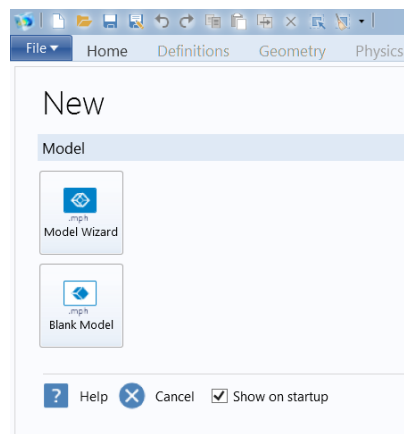 File Home Definitions Geometry Physics
New
Model
.mph
Model Wizard
.mph
Blank Model
? Help Cancel Show on startup